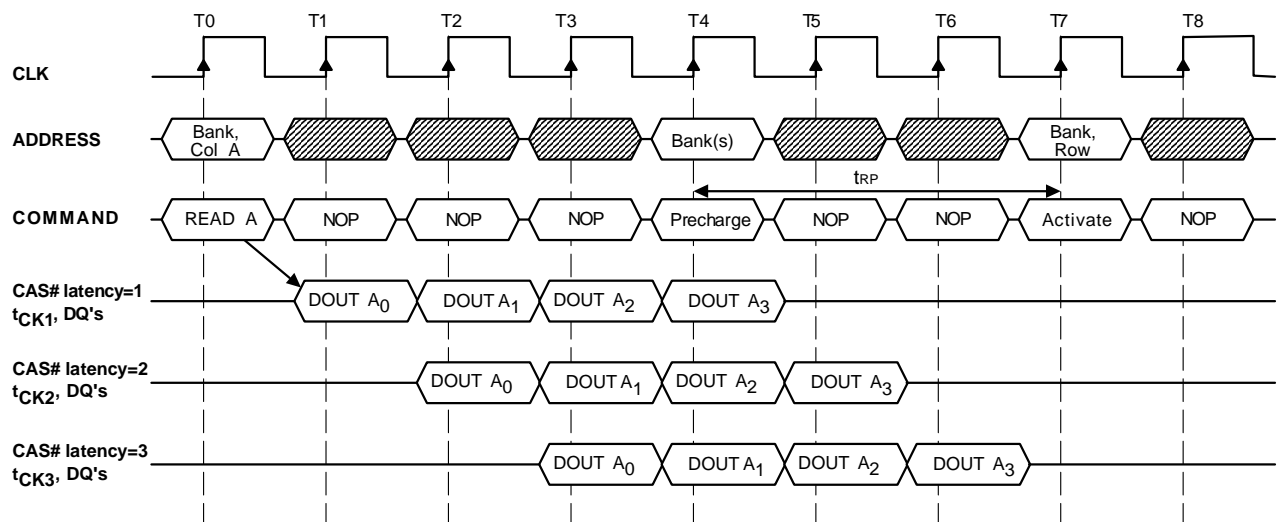 T0 T1 T2 T3 T4 T5 T6 T7 T8
CLK
ADDRESS
Bank,
Col A
Bank(s)
Bank,
Row
tRP
COMMAND
READ A NOP NOP NOP Precharge NOP NOP Activate NOP
CAS# latency=1
tCK1, DQ's
DOUT A0 DOUT A1 DOUT A2 DOUT A3
CAS# latency=2
tCK2, DQ's
DOUT A0 DOUT A1 DOUT A2 DOUT A3
CAS# latency=3
tCK3, DQ's
DOUT A0 DOUT A1 DOUT A2 DOUT A3